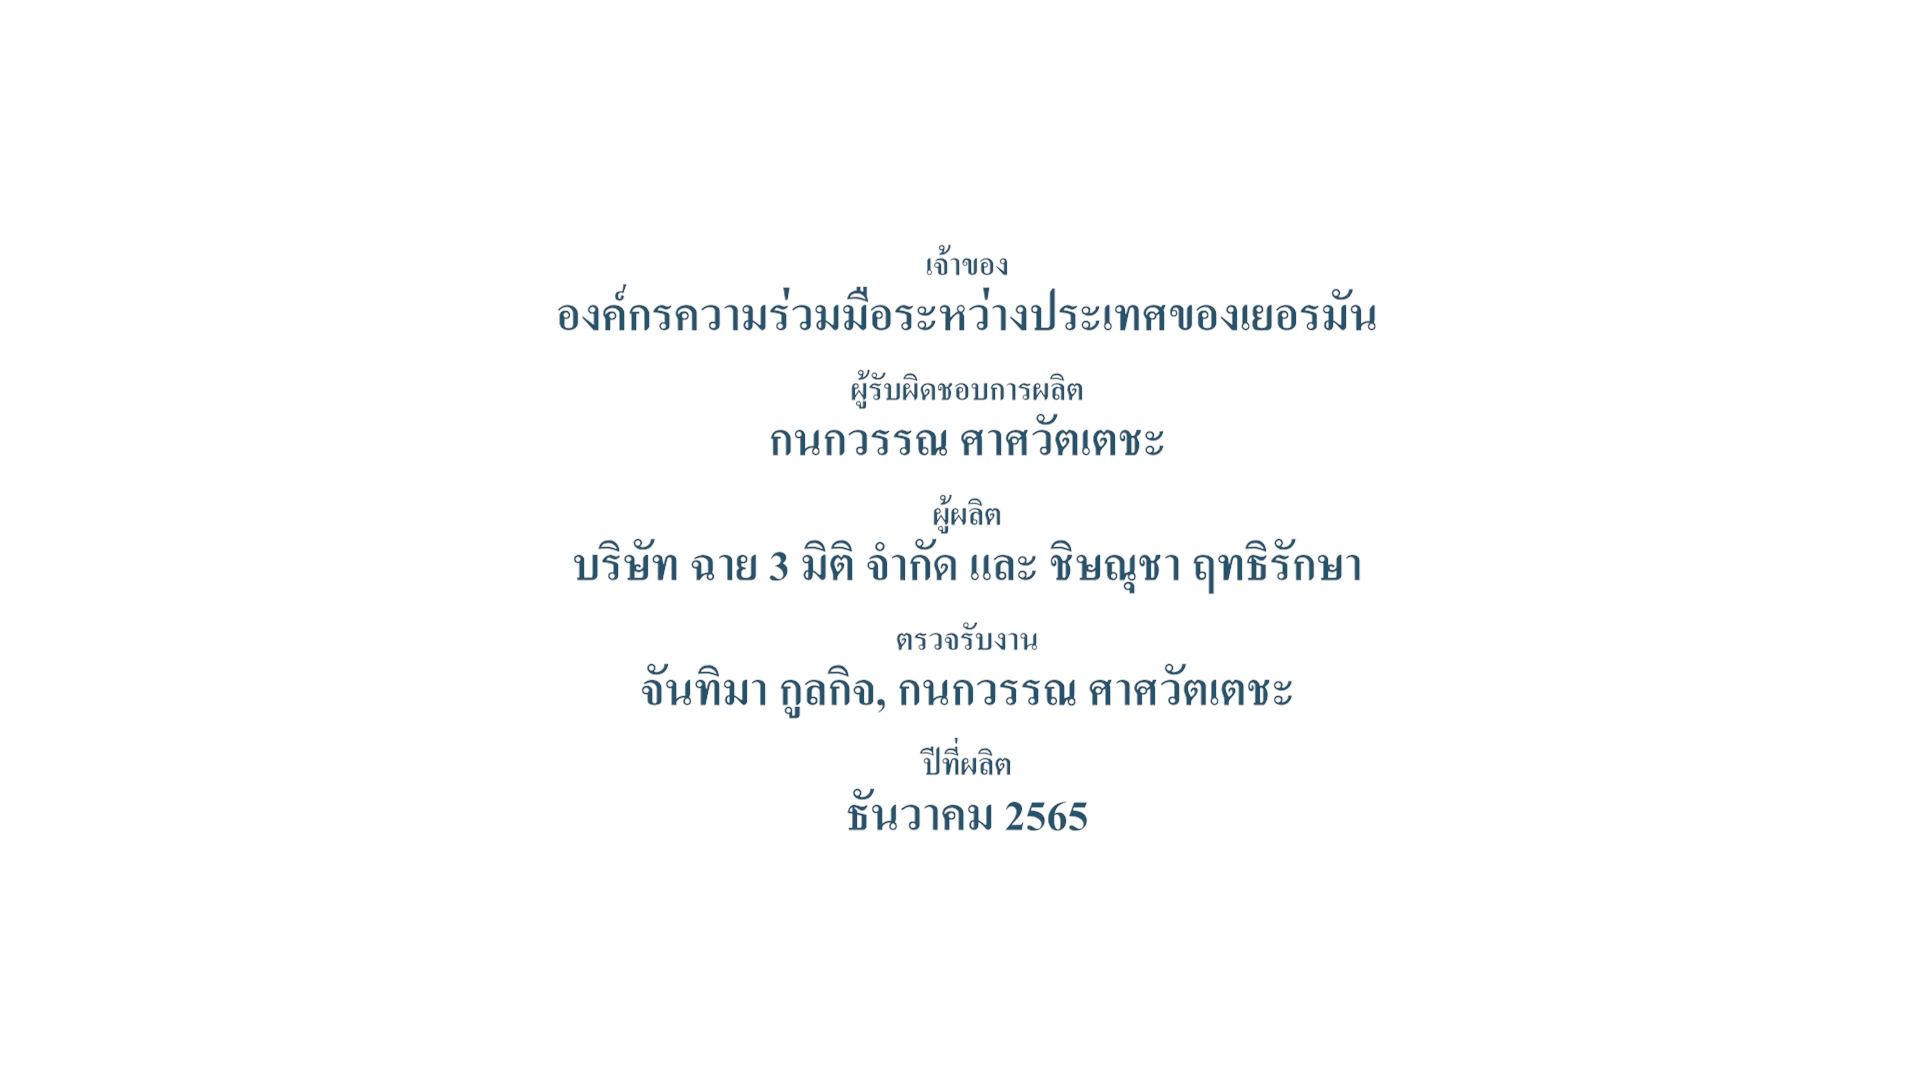 เจ้าของ
องค์กรความร่วมมือระหว่างประเทศของเยอรมัน
ผู้รับผิดชอบการผลิต
กนกวรรณ ศาศวัตเตชะ
ผู้ผลิต
บริษัท ฉาย 3 มิติ จำกัด และ ชิษณุชา ฤทธิรักษา
ตรวจรับงาน
จันทิมา กูลกิจ, กนกวรรณ ศาศวัตเตชะ
ปีที่ผลิต
ธันวาคม 2565